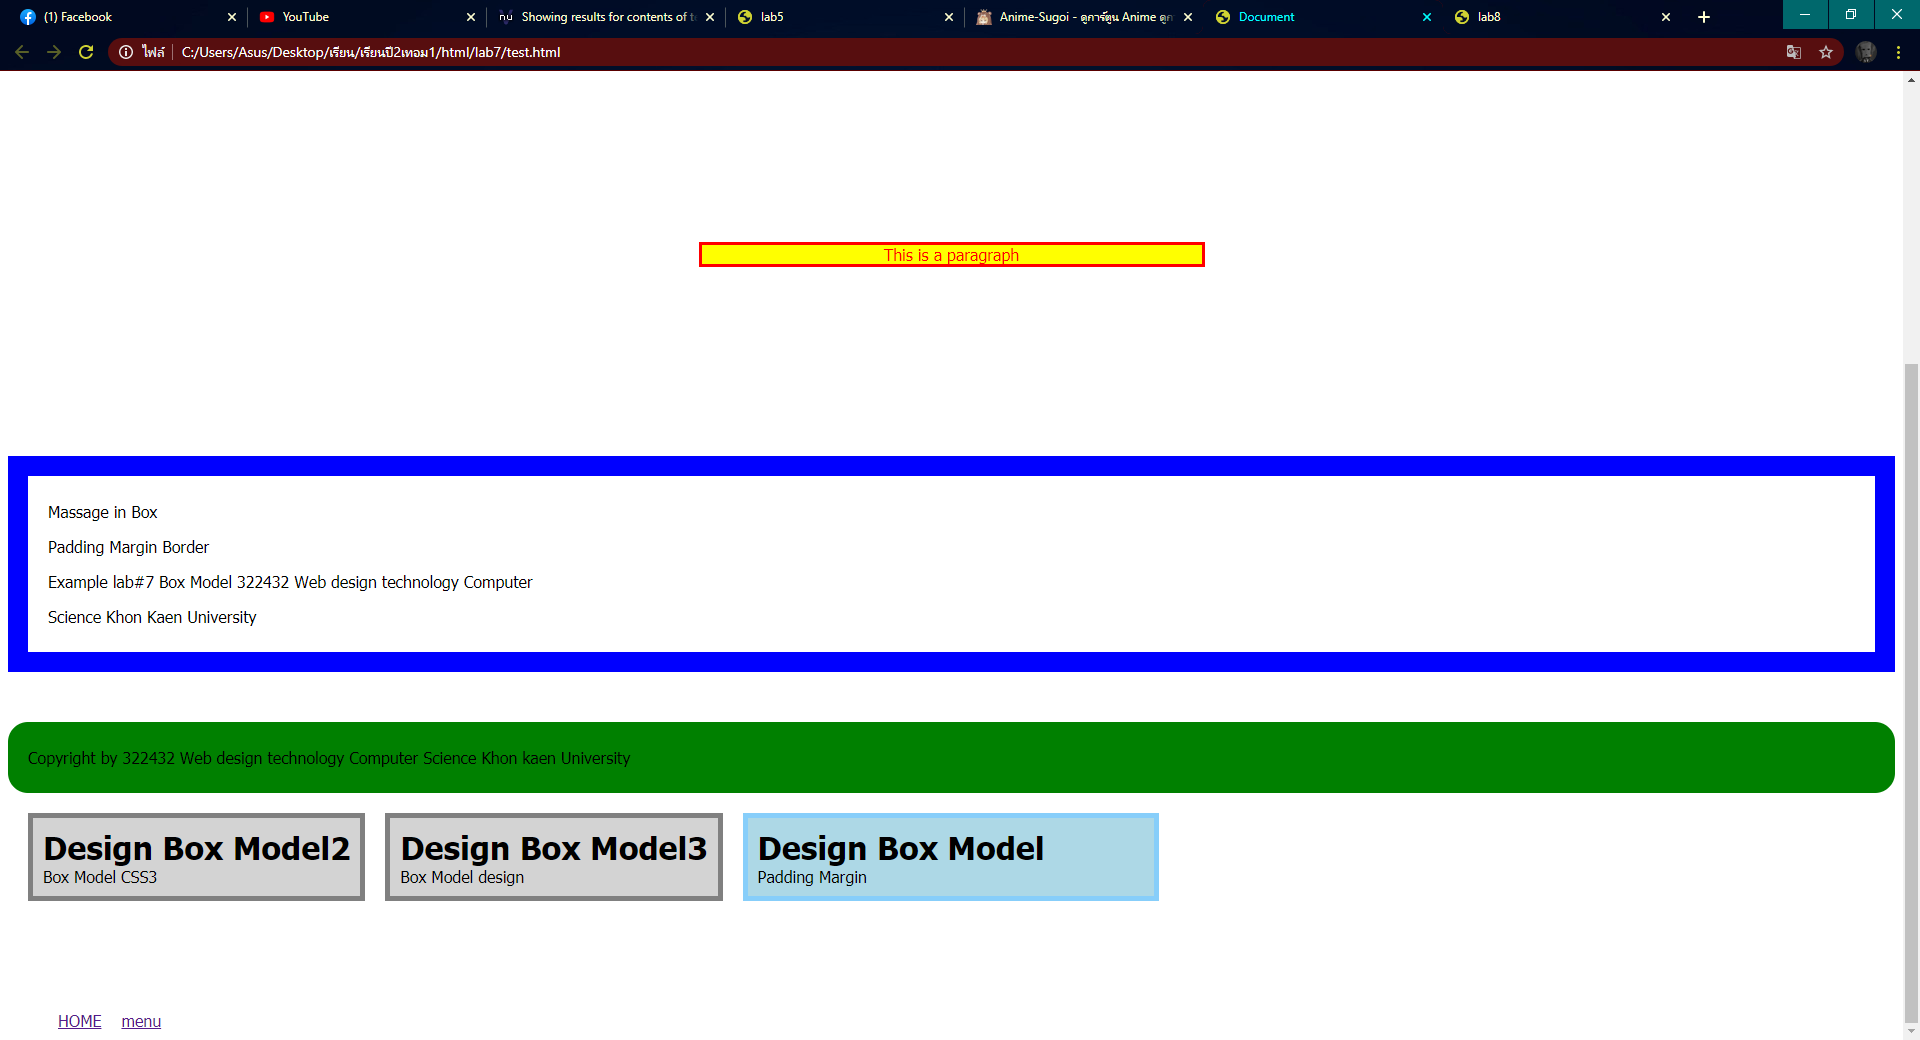 (1) Facebook
YouTube
Showing results for contents of t
lab5
Anime-Sugoi - ดูการ์ตูน Anime ดูก
Document
lab8
ไฟล์
C:/Users/Asus/Desktop/เรียน/เรียนปี2เทอม1/html/lab7/test.html
This is a paragraph
Massage in Box
Padding Margin Border
Example lab#7 Box Model 322432 Web design technology Computer
Science Khon Kaen University
Copyright by 322432 Web design technology Computer Science Khon kaen University
Design Box Model2
Box Model CSS3
Design Box Model3
Box Model design
Design Box Model
Padding Margin
HOME menu